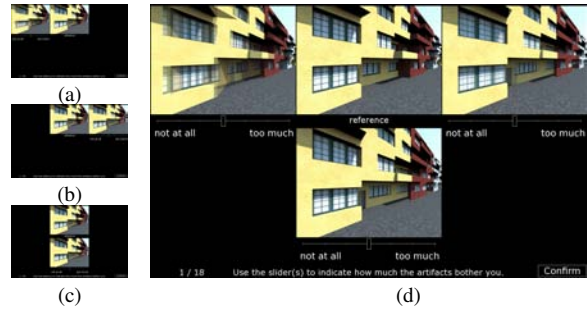 (a)
(b)
(c)
reference
not at all too much
not at all too much
not at all too much
1 / 18 Use the slider(s) to indicate how much the artifacts bother you. Confirm
(d)